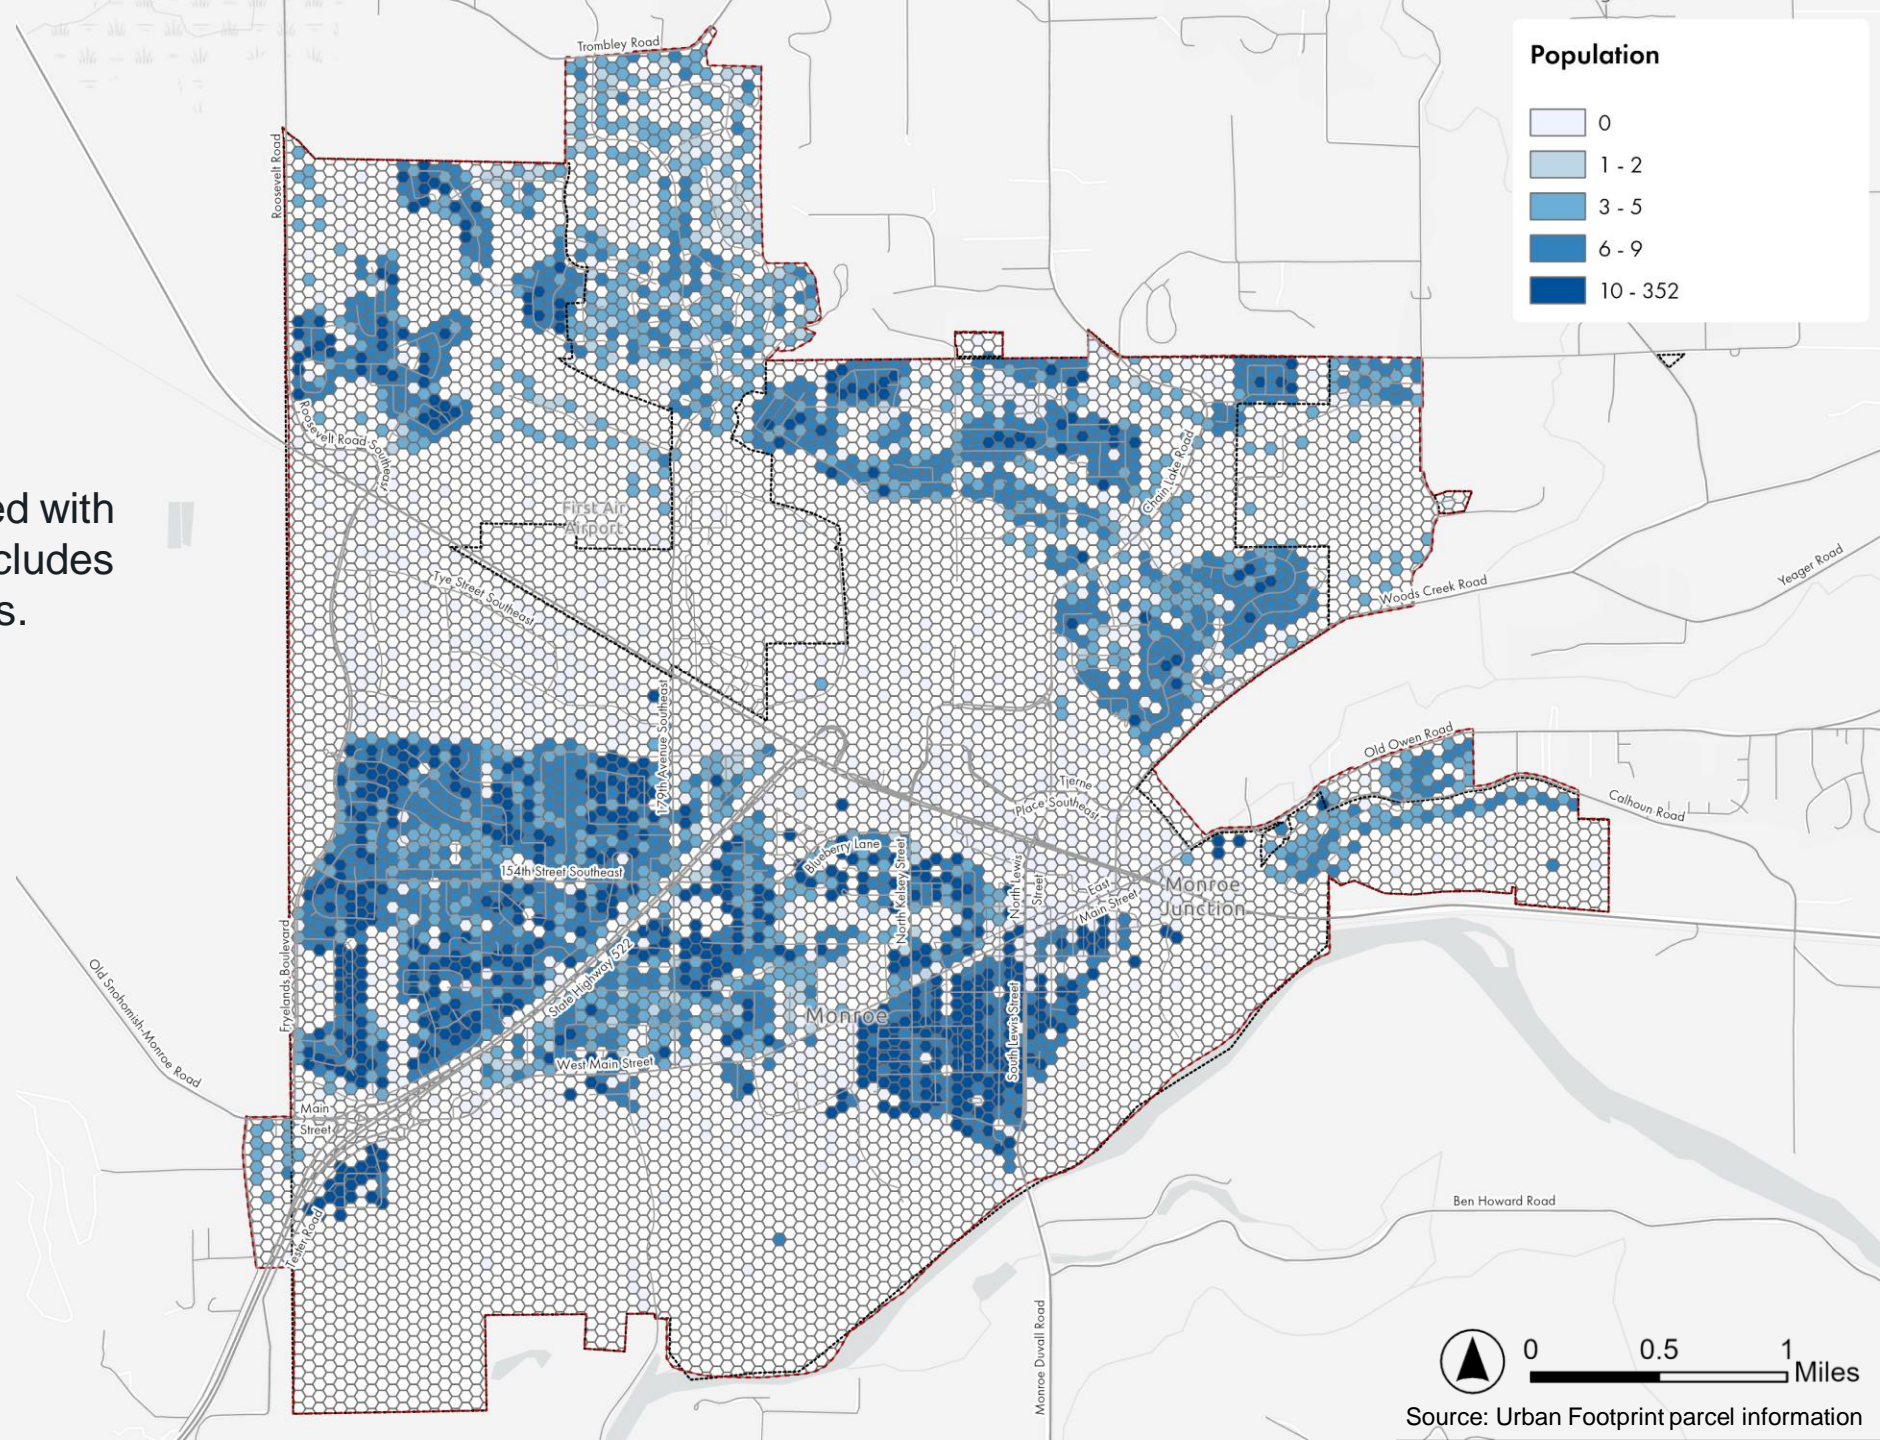 Population
0
1 - 2
3 - 5
6 - 9
10 - 352
Trombley Road
Roosevelt Road
Roosevelt Road Southeast
ed with
cludes
s.
First Air
Airport
Tye Street Southeast
Chain Lake Road
Woods Creek Road
Yeager Road
179th Avenue Southeast
Old Owen Road
Calhoun Road
Tjerne
Place Southeast
Blueberry Lane
154th Street Southeast
North Kelsey Street
North Lewis
Street
East
Main Street
Monroe
Junction
Fryelands Boulevard
State Highway 522
Old Snohomish-Monroe Road
Monroe
South Lewis Street
West Main Street
Main
Street
Tester Road
Ben Howard Road
Monroe Duvall Road
0 0.5 1
Miles
Source: Urban Footprint parcel information